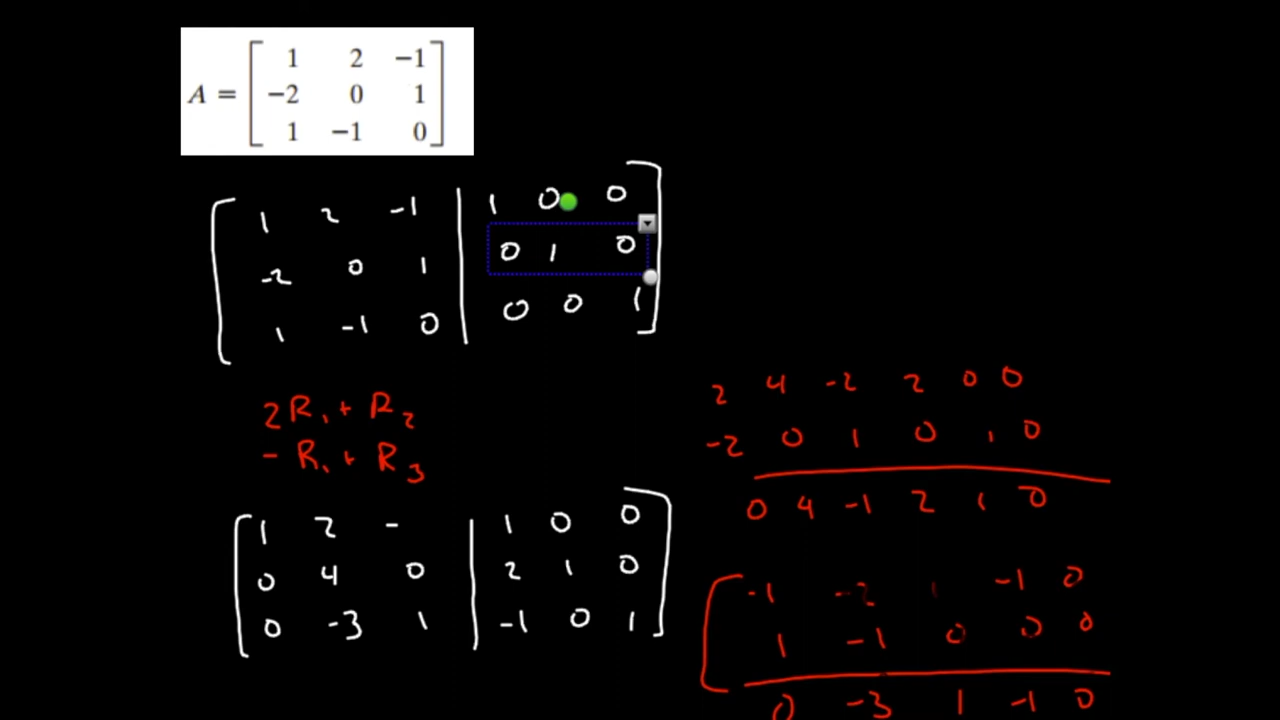 A = [ 1 2 −1
−2 0 1
1 −1 0 ]
[ 1 2 -1 | 1 0 0
-2 0 1 | 0 1 0
1 -1 0 | 0 0 1 ]
2R₁ + R₂
- R₁ + R₃
[ 1 2 - | 1 0 0
0 4 0 | 2 1 0
0 -3 1 | -1 0 1 ]
2 4 -2 2 0 0
-2 0 1 0 1 0
0 4 -1 2 1 0
[ -1 -2 1 -1 0
1 -1 0 0 0
0 -3 1 -1 0